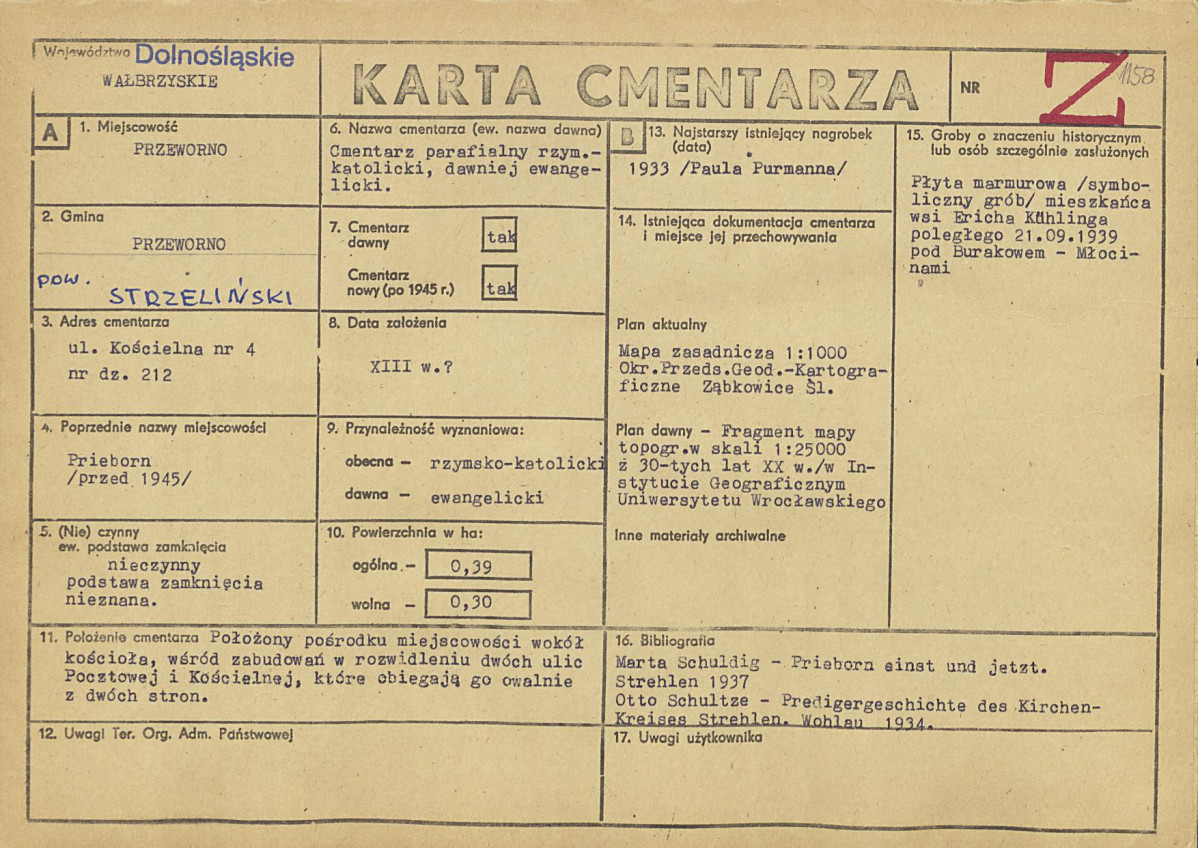 Województwo Dolnośląskie
WAŁBRZYSKIE
KARTA CMENTARZA
NR
Z 1158
A
1. Miejscowość
PRZEWORNO
2. Gmina
PRZEWORNO
pow.
STRZELIŃSKI
3. Adres cmentarza
ul. Kościelna nr 4
nr dz. 212
4. Poprzednie nazwy miejscowości
Prieborn
/przed 1945/
5. (Nie) czynny
ew. podstawa zamknięcia
nieczynny
podstawa zamknięcia
nieznana.
6. Nazwa cmentarza (ew. nazwa dawna)
Cmentarz parafialny rzym.-
katolicki, dawniej ewange-
licki.
7. Cmentarz
dawny
tak
Cmentarz
nowy (po 1945 r.)
tak
8. Data założenia
XIII w.?
9. Przynależność wyznaniowa:
obecna – rzymsko-katolicki
dawna – ewangelicki
10. Powierzchnia w ha:
ogólna – 0,39
wolna – 0,30
11. Położenie cmentarza Położony pośrodku miejscowości wokół
kościoła, wśród zabudowań w rozwidleniu dwóch ulic
Pocztowej i Kościelnej, które obiegają go owalnie
z dwóch stron.
12. Uwagi Ter. Org. Adm. Państwowej
B
13. Najstarszy istniejący nagrobek
(data)
1933 /Paula Purmanna/
14. Istniejąca dokumentacja cmentarza
i miejsce jej przechowywania
Plan aktualny
Mapa zasadnicza 1:1000
Okr.Przeds.Geod.-Kartogra-
ficzne Ząbkowice Śl.
Plan dawny – Fragment mapy
topogr.w skali 1:25000
z 30-tych lat XX w./w In-
stytucie Geograficznym
Uniwersytetu Wrocławskiego
Inne materiały archiwalne
15. Groby o znaczeniu historycznym
lub osób szczególnie zasłużonych
Płyta marmurowa /symbo-
liczny grób/ mieszkańca
wsi Ericha Kühlinga
poległego 21.09.1939
pod Burakowem – Młoci-
nami
16. Bibliografia
Marta Schuldig – Prieborn einst und jetzt.
Strehlen 1937
Otto Schultze – Predigergeschichte des Kirchen-
Kreises Strehlen. Wohlau 1934.
17. Uwagi użytkownika